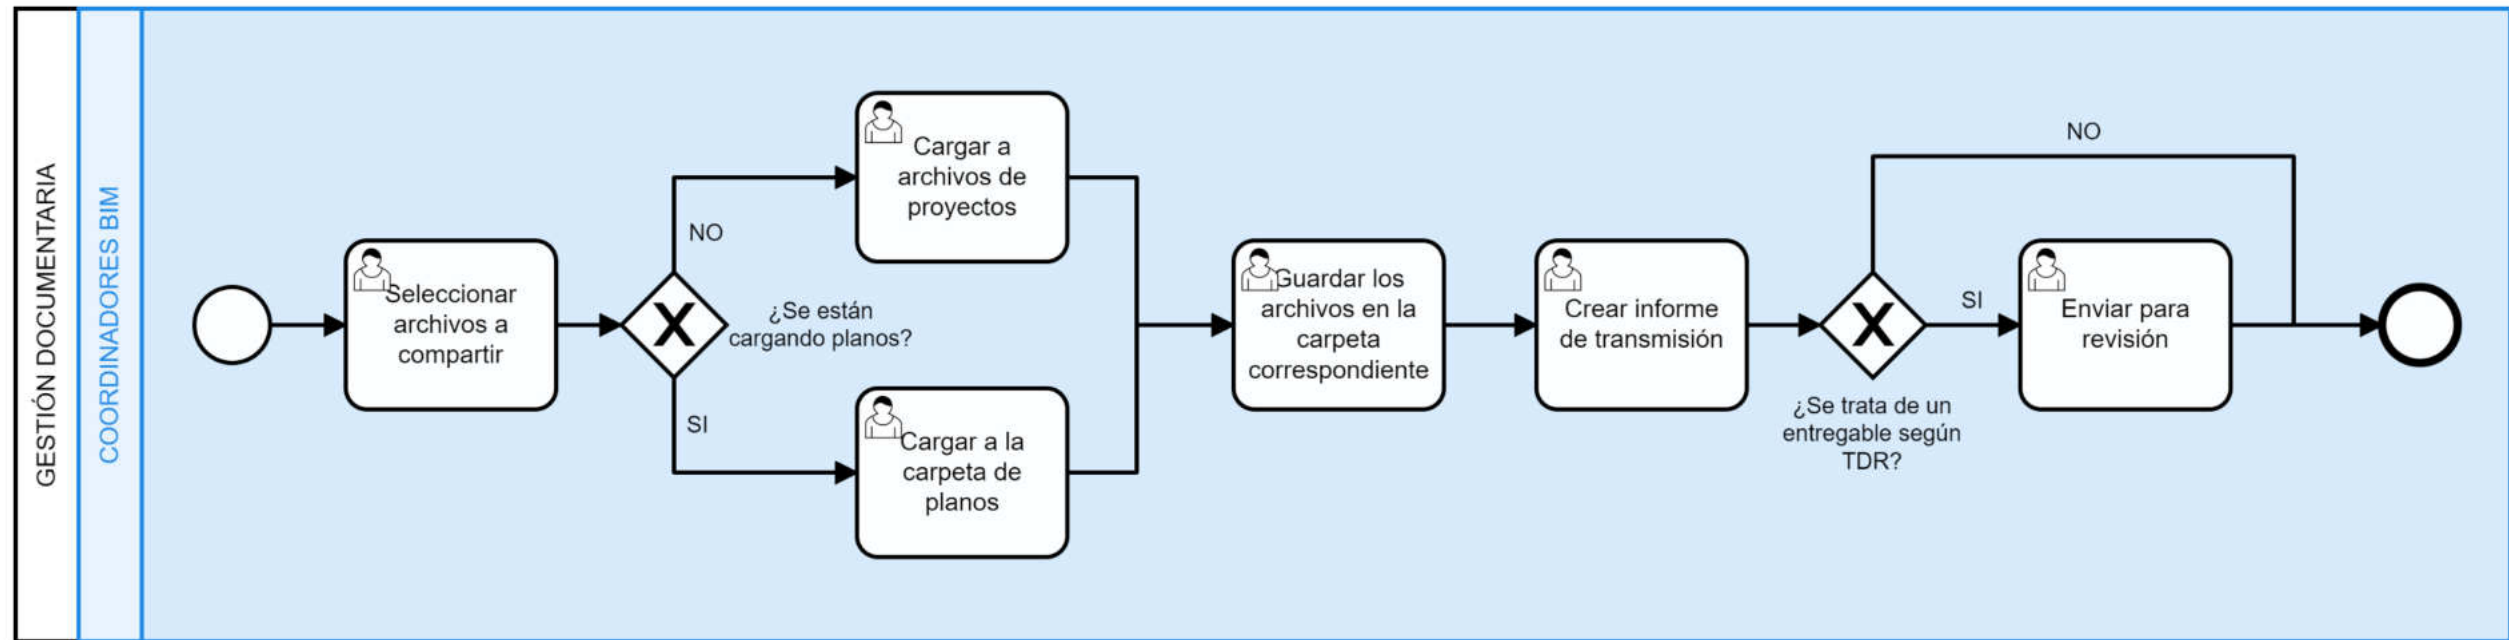 GESTIÓN DOCUMENTARIA
COORDINADORES BIM
Seleccionar
archivos a
compartir
NO
SI
¿Se están
cargando planos?
Cargar a
archivos de
proyectos
Cargar a la
carpeta de
planos
Guardar los
archivos en la
carpeta
correspondiente
Crear informe
de transmisión
¿Se trata de un
entregable según
TDR?
NO
SI
Enviar para
revisión